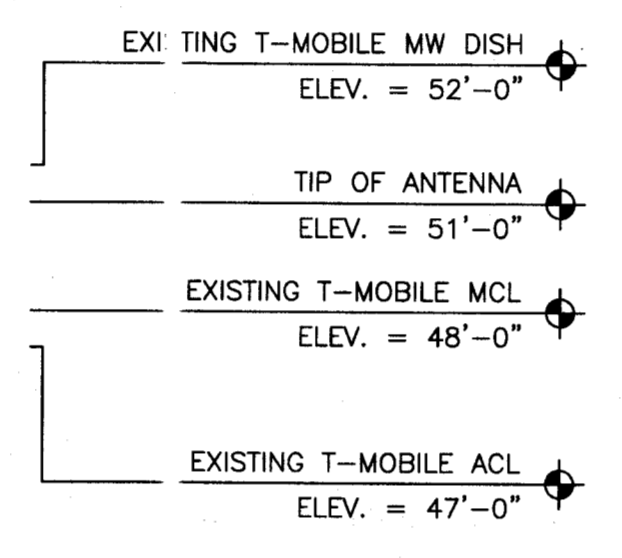 EXI TING T-MOBILE MW DISH
ELEV. = 52'-0"
TIP OF ANTENNA
ELEV. = 51'-0"
EXISTING T-MOBILE MCL
ELEV. = 48'-0"
EXISTING T-MOBILE ACL
ELEV. = 47'-0"